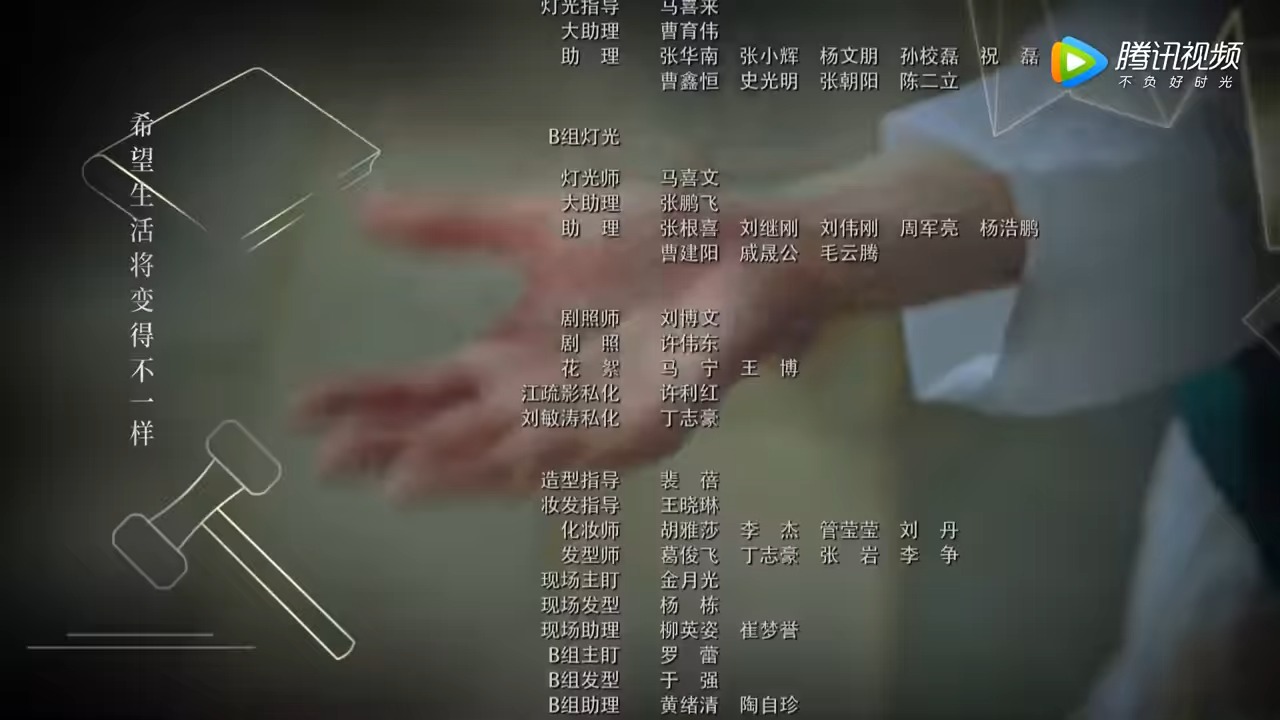 灯光指导 马喜来
大助理 曹育伟
助 理 张华南 张小辉 杨文朋 孙校磊 祝 磊
曹鑫恒 史光明 张朝阳 陈二立
腾讯视频
不负好时光
希望生活将变得不一样
B组灯光
灯光师 马喜文
大助理 张鹏飞
助 理 张根喜 刘继刚 刘伟刚 周军亮 杨浩鹏
曹建阳 戚晟公 毛云腾
剧照师 刘博文
剧 照 许伟东
花 絮 马 宁 王 博
江疏影私化 许利红
刘敏涛私化 丁志豪
造型指导 裴 蓓
妆发指导 王晓琳
化妆师 胡雅莎 李 杰 管莹莹 刘 丹
发型师 葛俊飞 丁志豪 张 岩 李 争
现场主盯 金月光
现场发型 杨 栋
现场助理 柳英姿 崔梦誉
B组主盯 罗 蕾
B组发型 于 强
B组助理 黄绪清 陶自珍